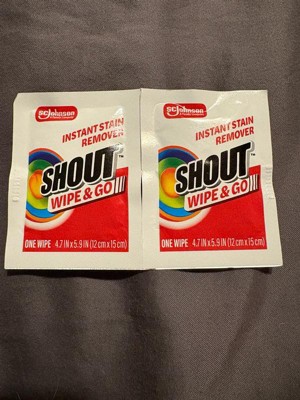 SC Johnson
INSTANT STAIN
REMOVER
SHOUT™
WIPE & GO
ONE WIPE 4.7 IN x 5.9 IN (12 cm x 15 cm)
SC Johnson
INSTANT STAIN
REMOVER
SHOUT™
WIPE & GO
ONE WIPE 4.7 IN x 5.9 IN (12 cm x 15 cm)